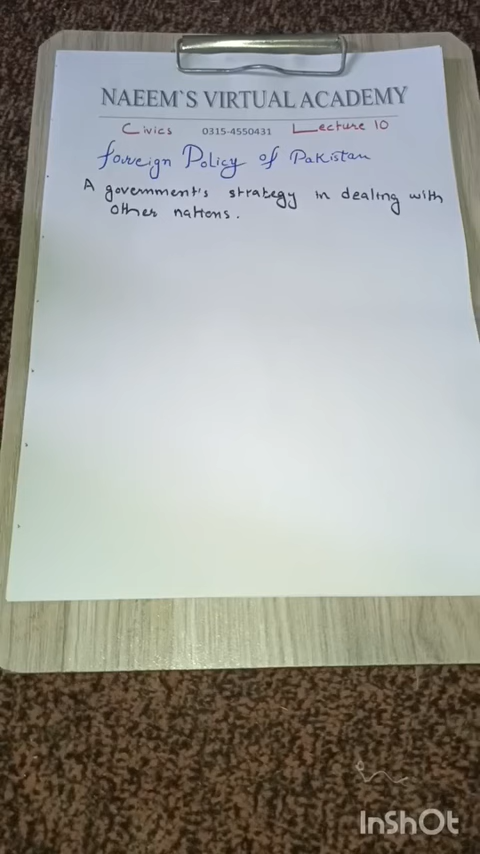 NAEEM`S VIRTUAL ACADEMY
Civics 0315-4550431 Lecture 10
Foreign Policy of Pakistan
A government's strategy in dealing with
other nations.
InShOt